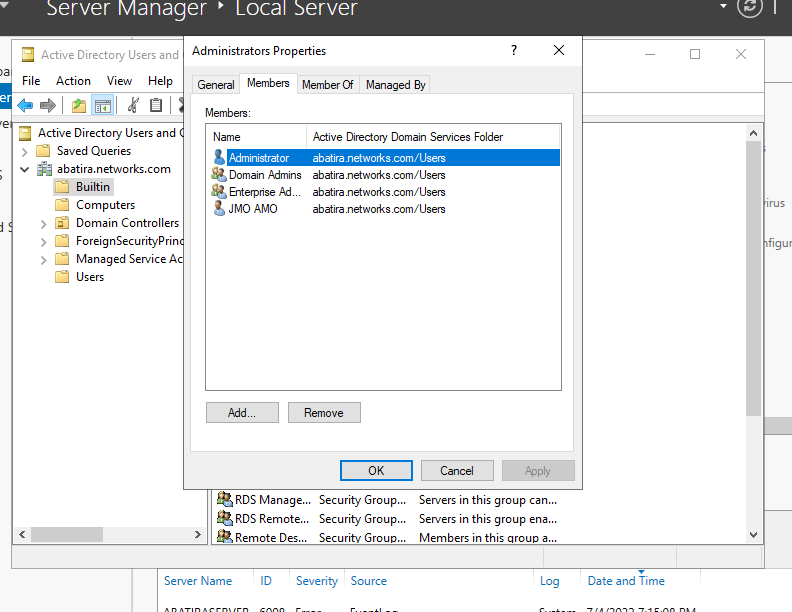 Server Manager ‣ Local Server
Active Directory Users and
File Action View Help
Active Directory Users and C
Saved Queries
abatira.networks.com
Builtin
Computers
Domain Controllers
ForeignSecurityPrinc
Managed Service Ac
Users
Administrators Properties
?
General Members Member Of Managed By
Members:
Name Active Directory Domain Services Folder
Administrator abatira.networks.com/Users
Domain Admins abatira.networks.com/Users
Enterprise Ad... abatira.networks.com/Users
JMO AMO abatira.networks.com/Users
Add... Remove
OK Cancel Apply
RDS Manage... Security Group... Servers in this group can...
RDS Remote... Security Group... Servers in this group ena...
Remote Des... Security Group... Members in this group a...
irus
nfigur
Server Name ID Severity Source Log Date and Time
ABATIRASERVER 6008 Error EventLog System 7/4/2023 7:15:08 PM